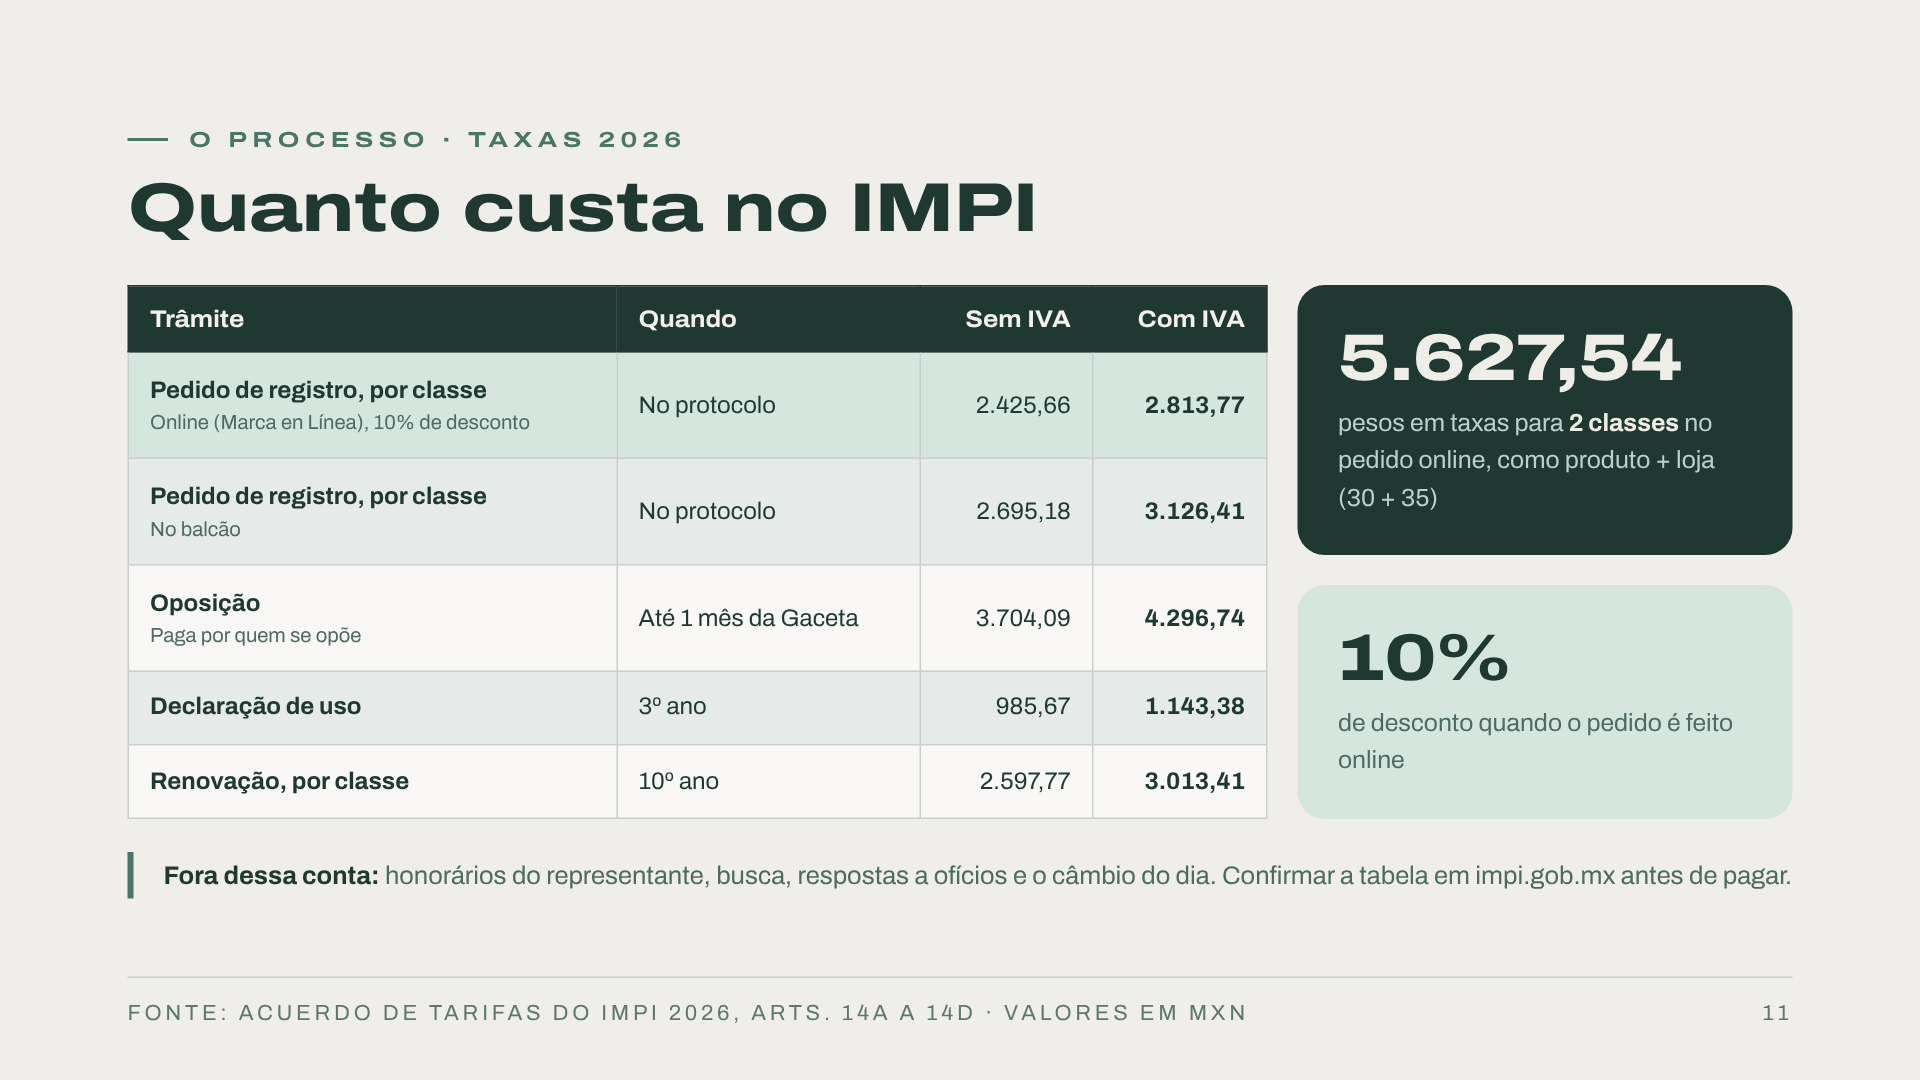 O PROCESSO · TAXAS 2026
Quanto custa no IMPI
Trâmite Quando Sem IVA Com IVA
Pedido de registro, por classe
Online (Marca en Línea), 10% de desconto
No protocolo 2.425,66 2.813,77
Pedido de registro, por classe
No balcão
No protocolo 2.695,18 3.126,41
Oposição
Paga por quem se opõe
Até 1 mês da Gaceta 3.704,09 4.296,74
Declaração de uso 3º ano 985,67 1.143,38
Renovação, por classe 10º ano 2.597,77 3.013,41
5.627,54
pesos em taxas para 2 classes no
pedido online, como produto + loja
(30 + 35)
10%
de desconto quando o pedido é feito
online
Fora dessa conta: honorários do representante, busca, respostas a ofícios e o câmbio do dia. Confirmar a tabela em impi.gob.mx antes de pagar.
FONTE: ACUERDO DE TARIFAS DO IMPI 2026, ARTS. 14A A 14D · VALORES EM MXN 11